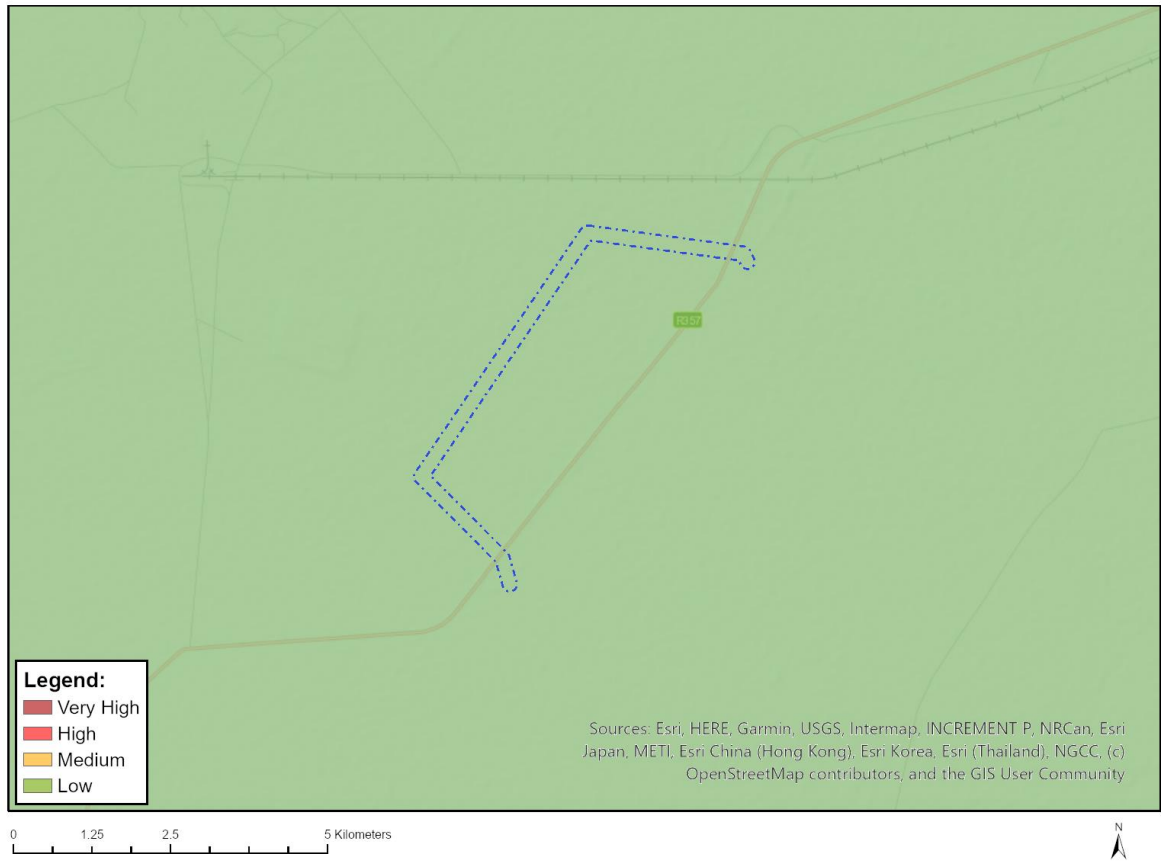 R357
Legend:
Very High
High
Medium
Low
Sources: Esri, HERE, Garmin, USGS, Intermap, INCREMENT P, NRCan, Esri
Japan, METI, Esri China (Hong Kong), Esri Korea, Esri (Thailand), NGCC, (c)
OpenStreetMap contributors, and the GIS User Community
0 1.25 2.5 5 Kilometers
N